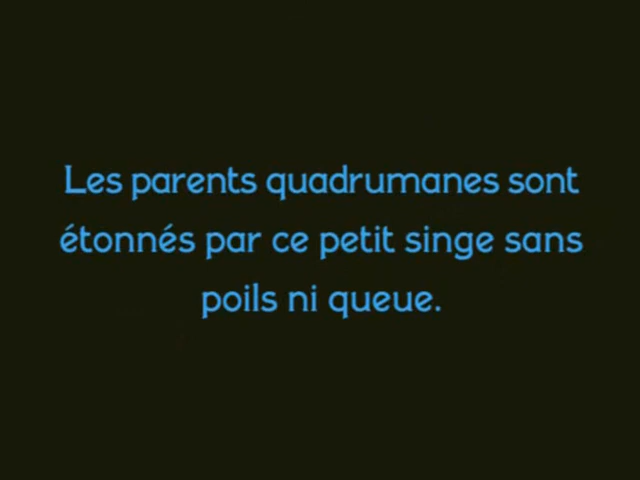 Les parents quadrumanes sont
étonnés par ce petit singe sans
poils ni queue.